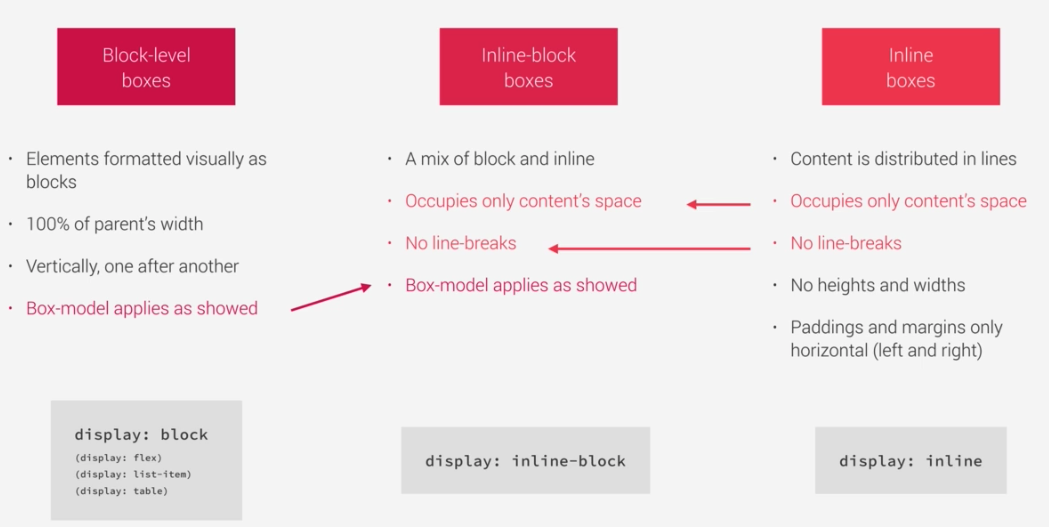 Block-level
boxes
• Elements formatted visually as
blocks
• 100% of parent's width
• Vertically, one after another
• Box-model applies as showed
display: block
(display: flex)
(display: list-item)
(display: table)
Inline-block
boxes
• A mix of block and inline
• Occupies only content's space
• No line-breaks
• Box-model applies as showed
display: inline-block
Inline
boxes
• Content is distributed in lines
• Occupies only content's space
• No line-breaks
• No heights and widths
• Paddings and margins only
horizontal (left and right)
display: inline